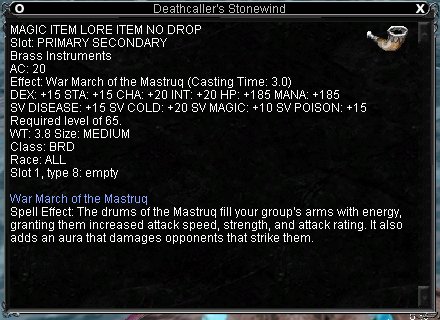 Deathcaller's Stonewind
MAGIC ITEM LORE ITEM NO DROP
Slot: PRIMARY SECONDARY
Brass Instruments
AC: 20
Effect: War March of the Mastruq (Casting Time: 3.0)
DEX: +15 STA: +15 CHA: +20 INT: +20 HP: +185 MANA: +185
SV DISEASE: +15 SV COLD: +20 SV MAGIC: +10 SV POISON: +15
Required level of 65.
WT: 3.8 Size: MEDIUM
Class: BRD
Race: ALL
Slot 1, type 8: empty
War March of the Mastruq
Spell Effect: The drums of the Mastruq fill your group's arms with energy,
granting them increased attack speed, strength, and attack rating. It also
adds an aura that damages opponents that strike them.